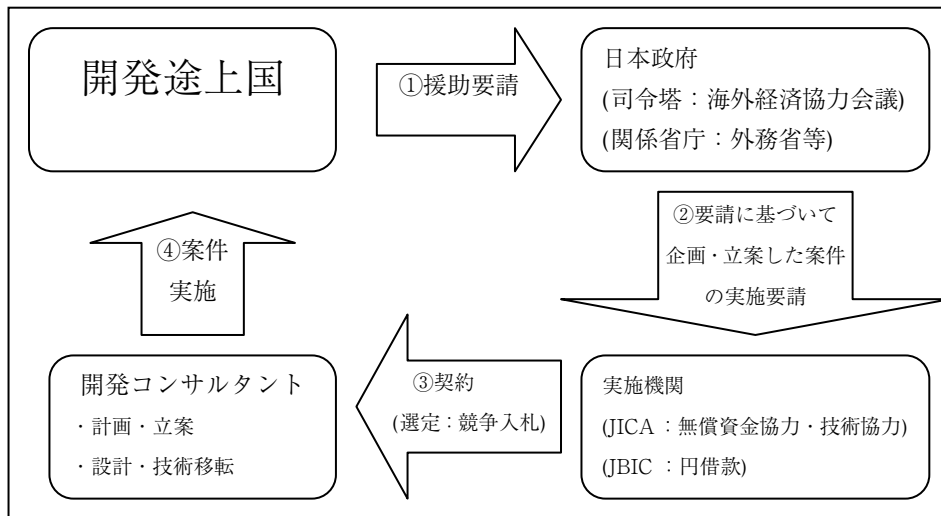 開発途上国
①援助要請
日本政府
(司令塔：海外経済協力会議)
(関係省庁：外務省等)
②要請に基づいて
企画・立案した案件
の実施要請
④案件
実施
開発コンサルタント
・計画・立案
・設計・技術移転
③契約
(選定：競争入札)
実施機関
(JICA：無償資金協力・技術協力)
(JBIC ：円借款)